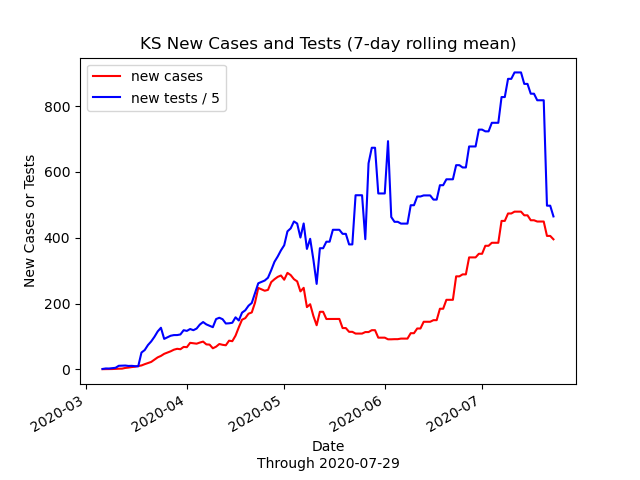 KS New Cases and Tests (7-day rolling mean)
new cases
new tests / 5
New Cases or Tests
800
600
400
200
0
2020-03
2020-04
2020-05
2020-06
2020-07
Date
Through 2020-07-29